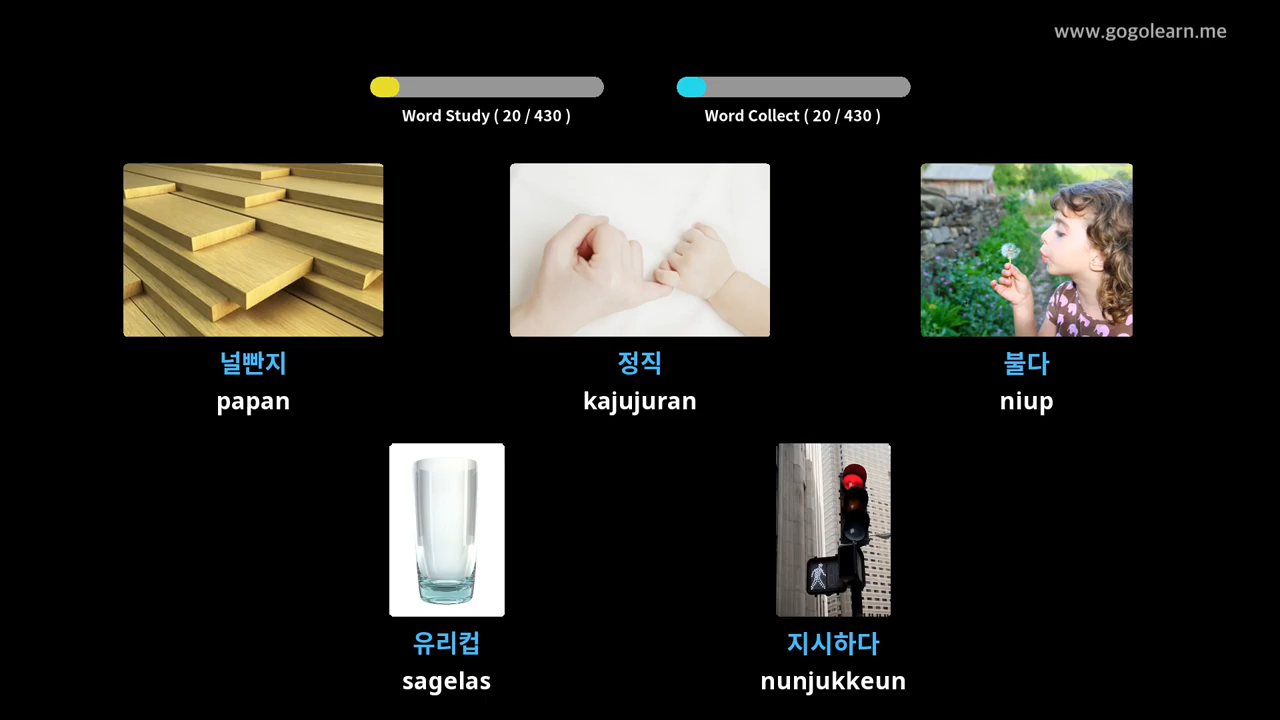 www.gogolearn.me
Word Study ( 20 / 430 )
Word Collect ( 20 / 430 )
널빤지
papan
정직
kajujuran
불다
niup
유리컵
sagelas
지시하다
nunjukkeun